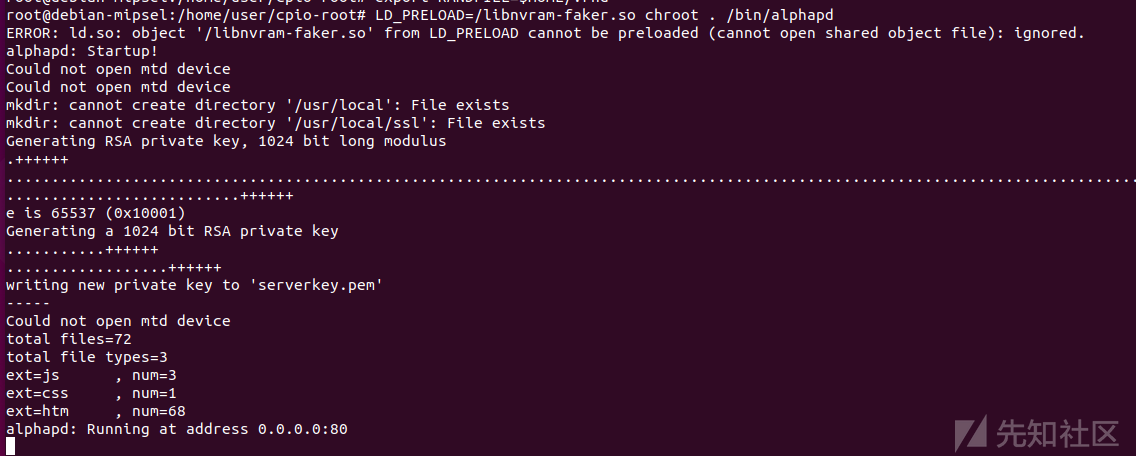 root@debian-mipsel:/home/user/cpio-root# export RANDFILE=$HOME/.rnd
root@debian-mipsel:/home/user/cpio-root# LD_PRELOAD=/libnvram-faker.so chroot . /bin/alphapd
ERROR: ld.so: object '/libnvram-faker.so' from LD_PRELOAD cannot be preloaded (cannot open shared object file): ignored.
alphapd: Startup!
Could not open mtd device
Could not open mtd device
mkdir: cannot create directory '/usr/local': File exists
mkdir: cannot create directory '/usr/local/ssl': File exists
Generating RSA private key, 1024 bit long modulus
.++++++
.............................................................................................................................
..........................++++++
e is 65537 (0x10001)
Generating a 1024 bit RSA private key
...........++++++
..................++++++
writing new private key to 'serverkey.pem'
-----
Could not open mtd device
total files=72
total file types=3
ext=js      , num=3
ext=css     , num=1
ext=htm     , num=68
alphapd: Running at address 0.0.0.0:80
先知社区